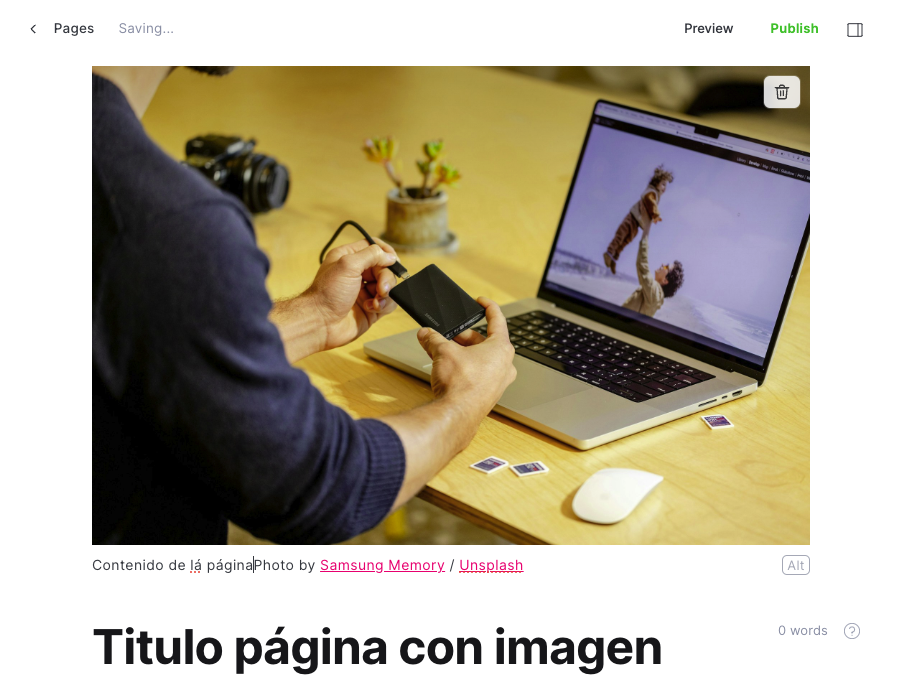 Pages Saving... Preview Publish
Contenido de lá páginaPhoto by Samsung Memory / Unsplash Alt
Titulo página con imagen
0 words ?